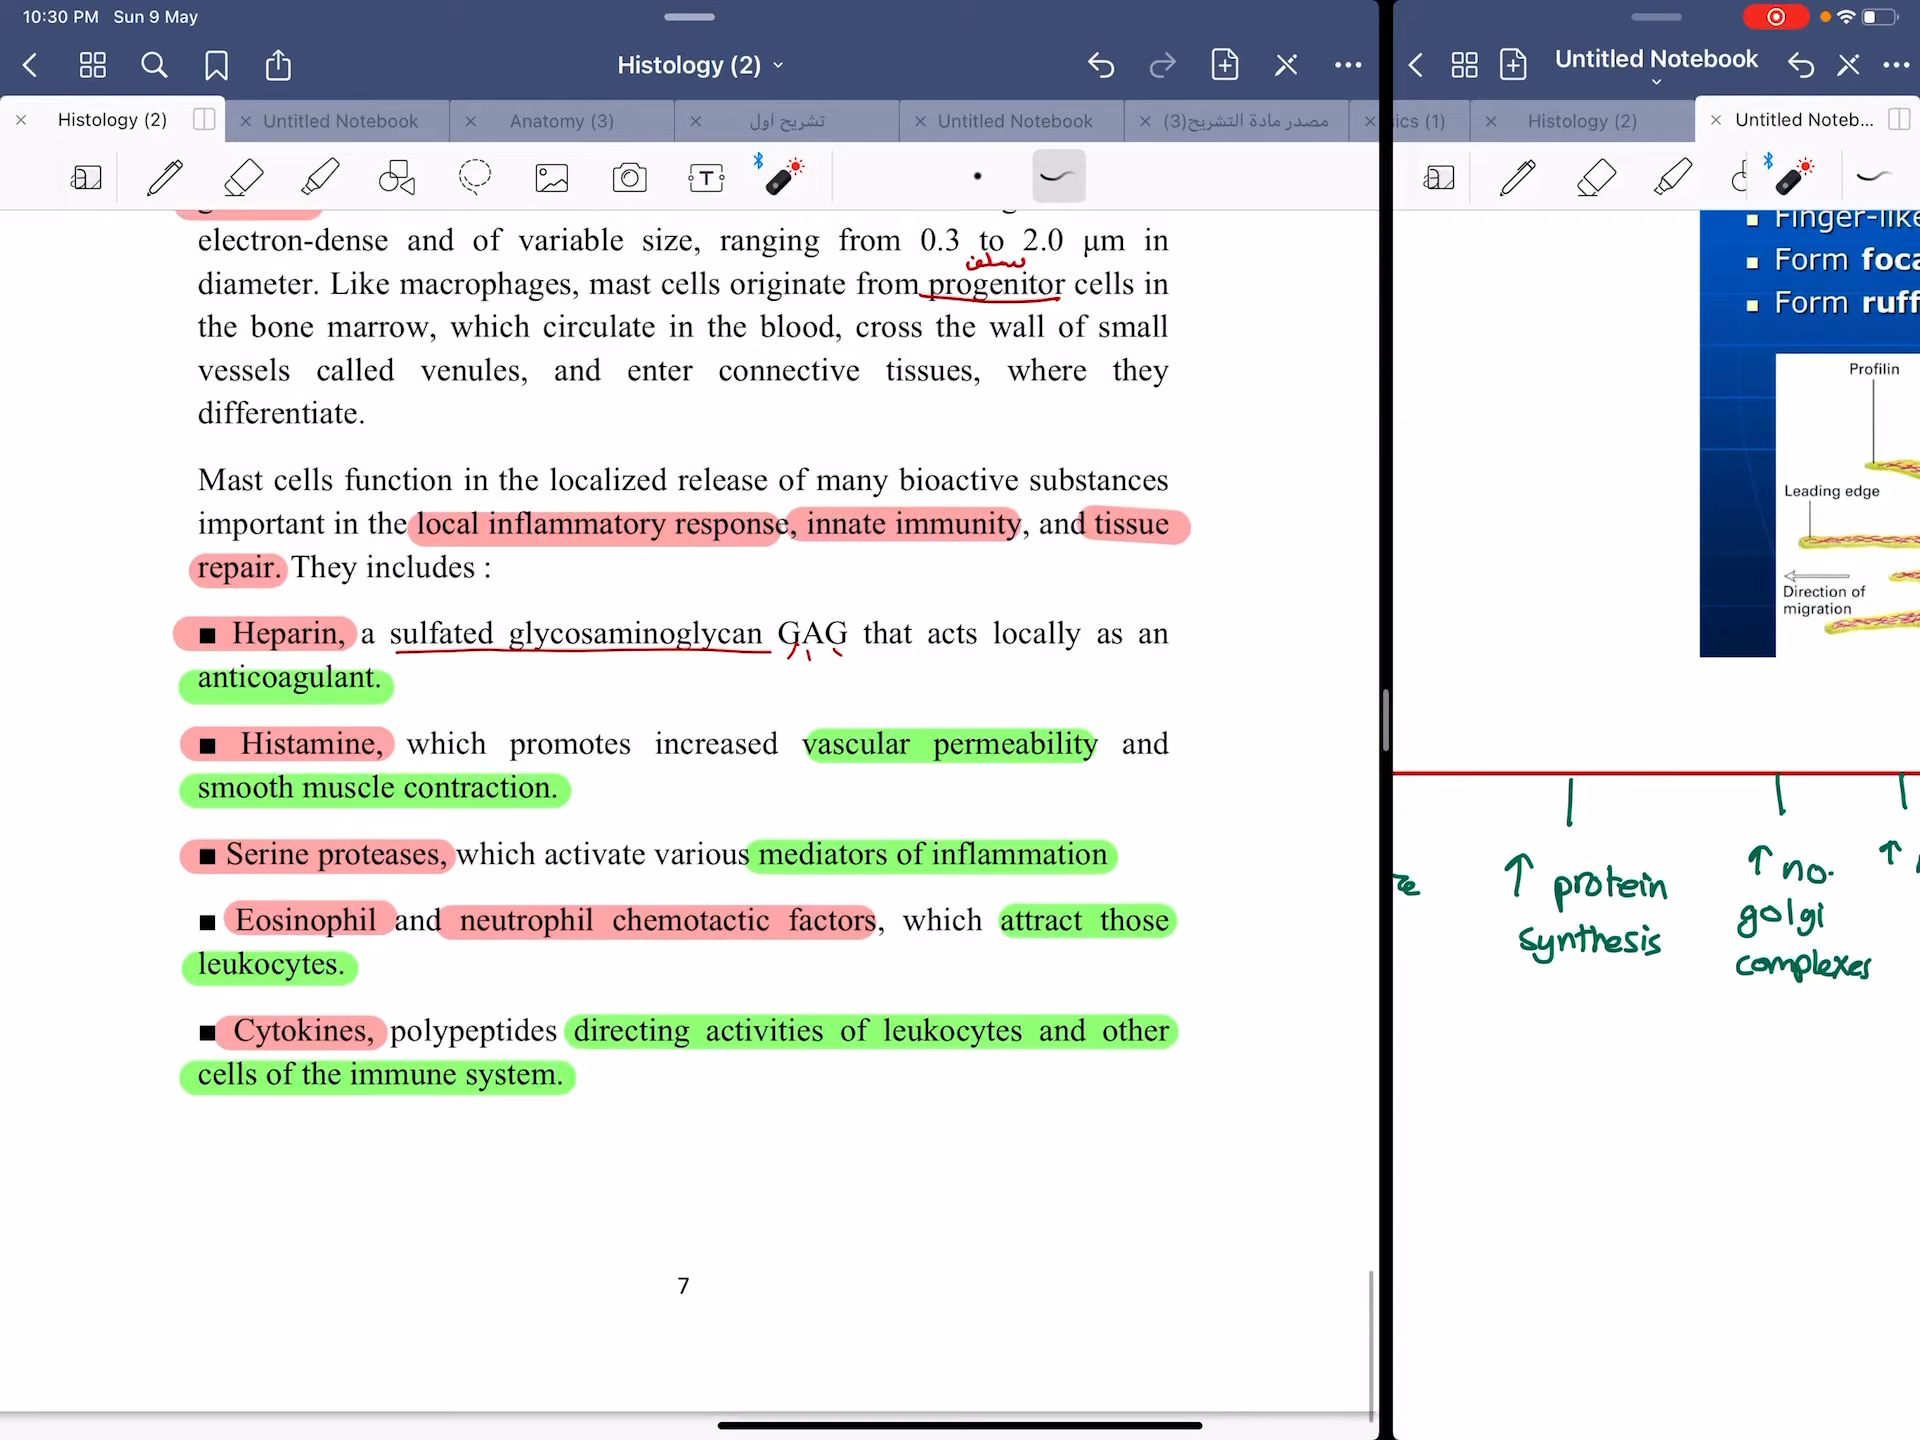 10:30 PM Sun 9 May
Histology (2)
Untitled Notebook
Histology (2)
Untitled Notebook
Anatomy (3)
تشريح اول
Untitled Notebook
مصدر مادة التشريح(3)
ics (1)
Histology (2)
Untitled Noteb...
electron-dense and of variable size, ranging from 0.3 to 2.0 μm in
سلف
diameter. Like macrophages, mast cells originate from progenitor cells in
the bone marrow, which circulate in the blood, cross the wall of small
vessels called venules, and enter connective tissues, where they
differentiate.
Mast cells function in the localized release of many bioactive substances
important in the local inflammatory response, innate immunity, and tissue
repair. They includes :
■ Heparin, a sulfated glycosaminoglycan GAG that acts locally as an
anticoagulant.
■ Histamine, which promotes increased vascular permeability and
smooth muscle contraction.
■ Serine proteases, which activate various mediators of inflammation
■ Eosinophil and neutrophil chemotactic factors, which attract those
leukocytes.
■ Cytokines, polypeptides directing activities of leukocytes and other
cells of the immune system.
7
▪ Finger-like
▪ Form foca
▪ Form ruff
Profilin
Leading edge
Direction of
migration
↑ protein
synthesis
↑ no.
golgi
complexes